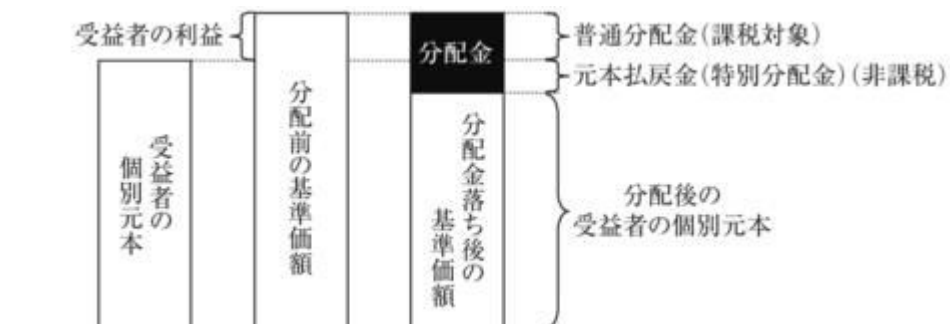 受益者の利益
受益者の
個別元本
分配前の基準価額
分配金
分配金落ち後の
基準価額
普通分配金(課税対象)
元本払戻金(特別分配金)(非課税)
分配後の
受益者の個別元本